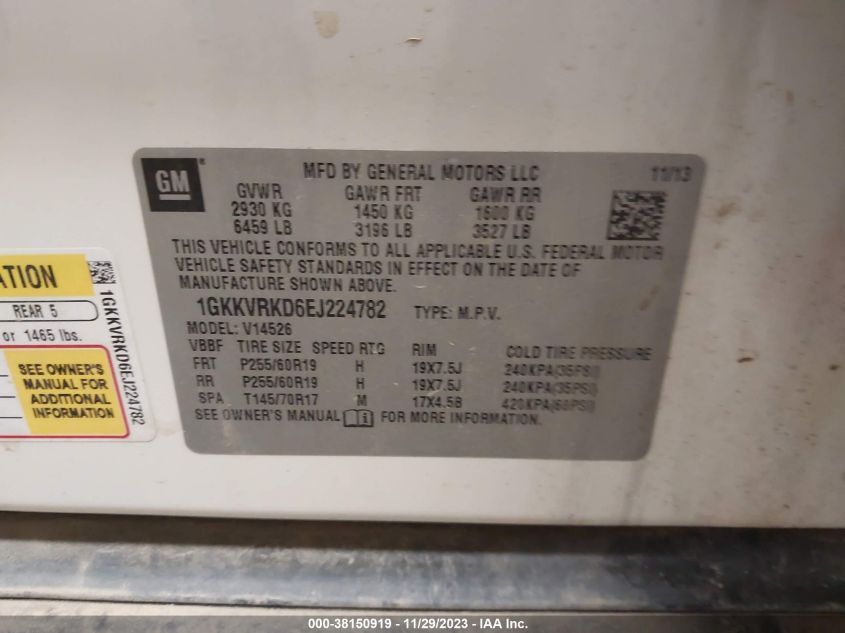 GM ®
MFD BY GENERAL MOTORS LLC 11/13
GVWR GAWR FRT GAWR RR
2930 KG 1450 KG 1600 KG
6459 LB 3196 LB 3527 LB
THIS VEHICLE CONFORMS TO ALL APPLICABLE U.S. FEDERAL MOTOR
VEHICLE SAFETY STANDARDS IN EFFECT ON THE DATE OF
MANUFACTURE SHOWN ABOVE.
1GKKVRKD6EJ224782 TYPE: M.P.V.
MODEL: V14526
VBBF TIRE SIZE SPEED RTG RIM COLD TIRE PRESSURE
FRT P255/60R19 H 19X7.5J 240KPA(35PSI)
RR P255/60R19 H 19X7.5J 240KPA(35PSI)
SPA T145/70R17 M 17X4.5B 420KPA(60PSI)
SEE OWNER'S MANUAL FOR MORE INFORMATION.
ATION
REAR 5
or 1465 lbs.
SEE OWNER'S
MANUAL FOR
ADDITIONAL
INFORMATION
1GKKVRKD6EJ224782
000-38150919 - 11/29/2023 - IAA Inc.